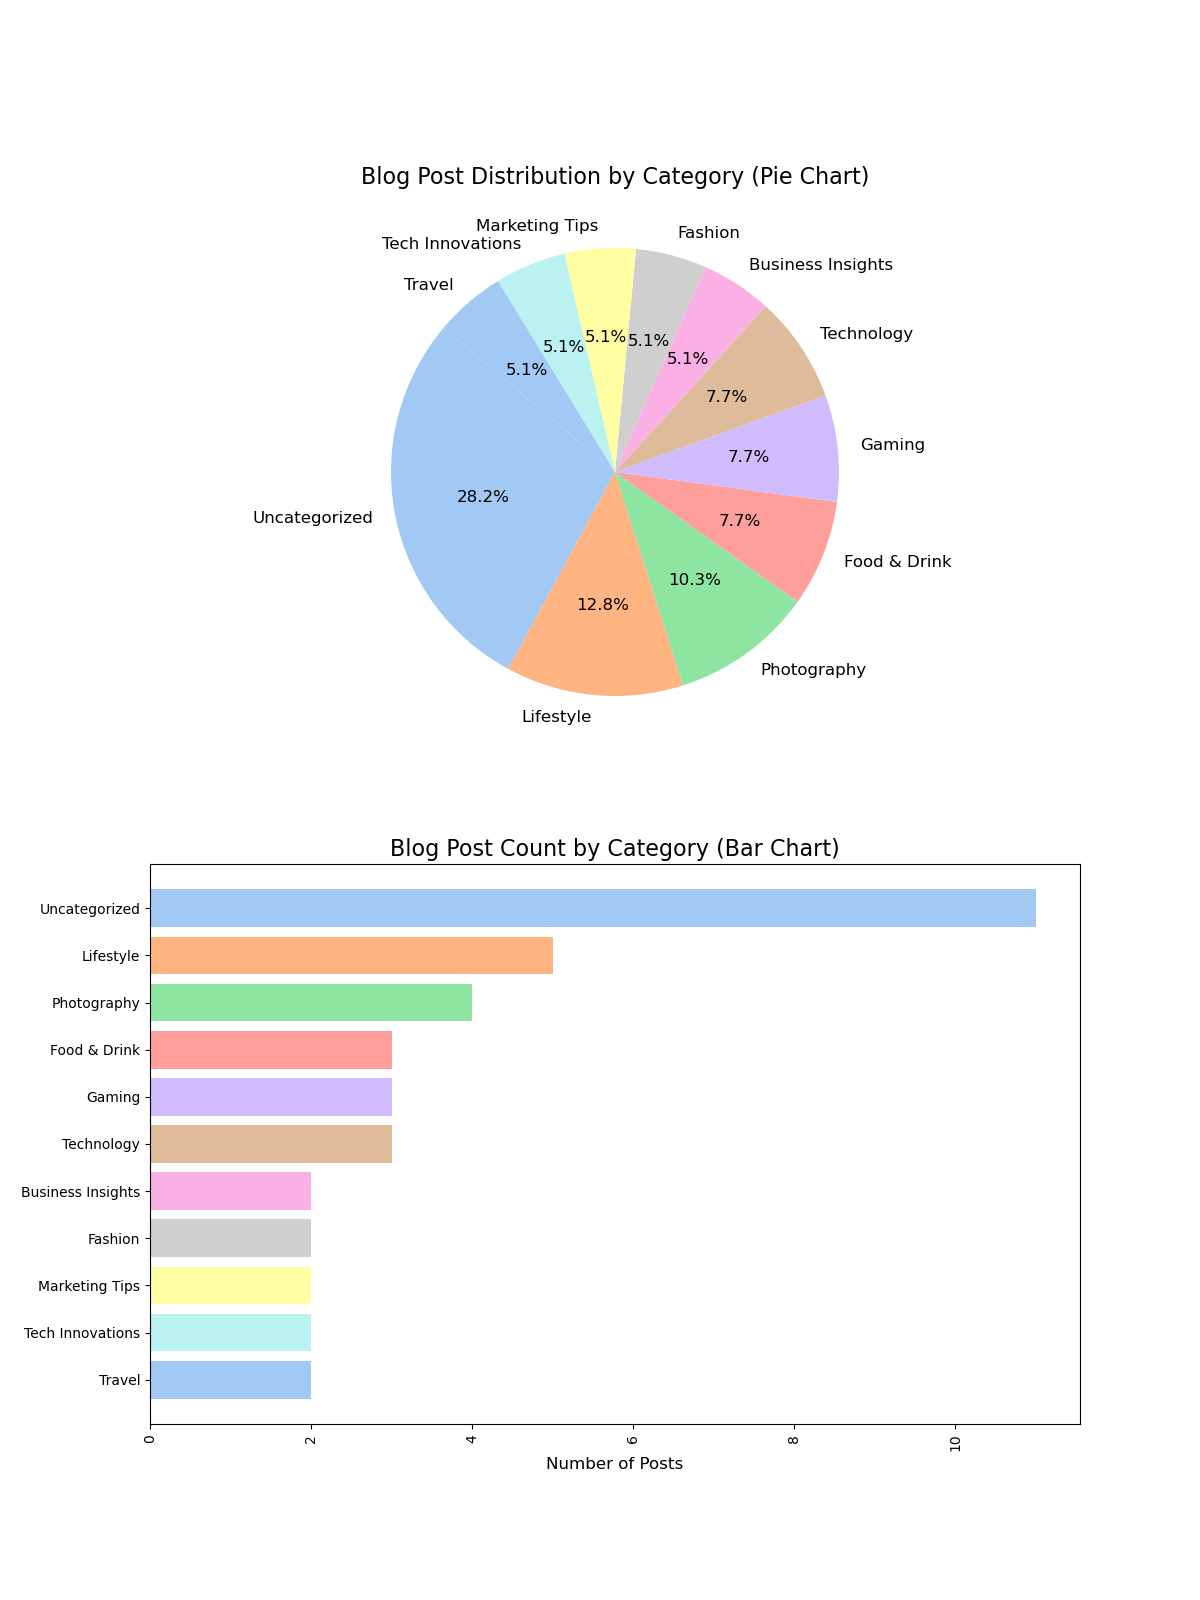 Blog Post Distribution by Category (Pie Chart)
Marketing Tips
Fashion
Tech Innovations
Business Insights
Travel
Technology
5.1%
5.1%
5.1%
5.1%
5.1%
7.7%
Gaming
7.7%
28.2%
Uncategorized
7.7%
Food & Drink
10.3%
12.8%
Photography
Lifestyle
Blog Post Count by Category (Bar Chart)
Uncategorized
Lifestyle
Photography
Food & Drink
Gaming
Technology
Business Insights
Fashion
Marketing Tips
Tech Innovations
Travel
0 2 4 6 8 10
Number of Posts